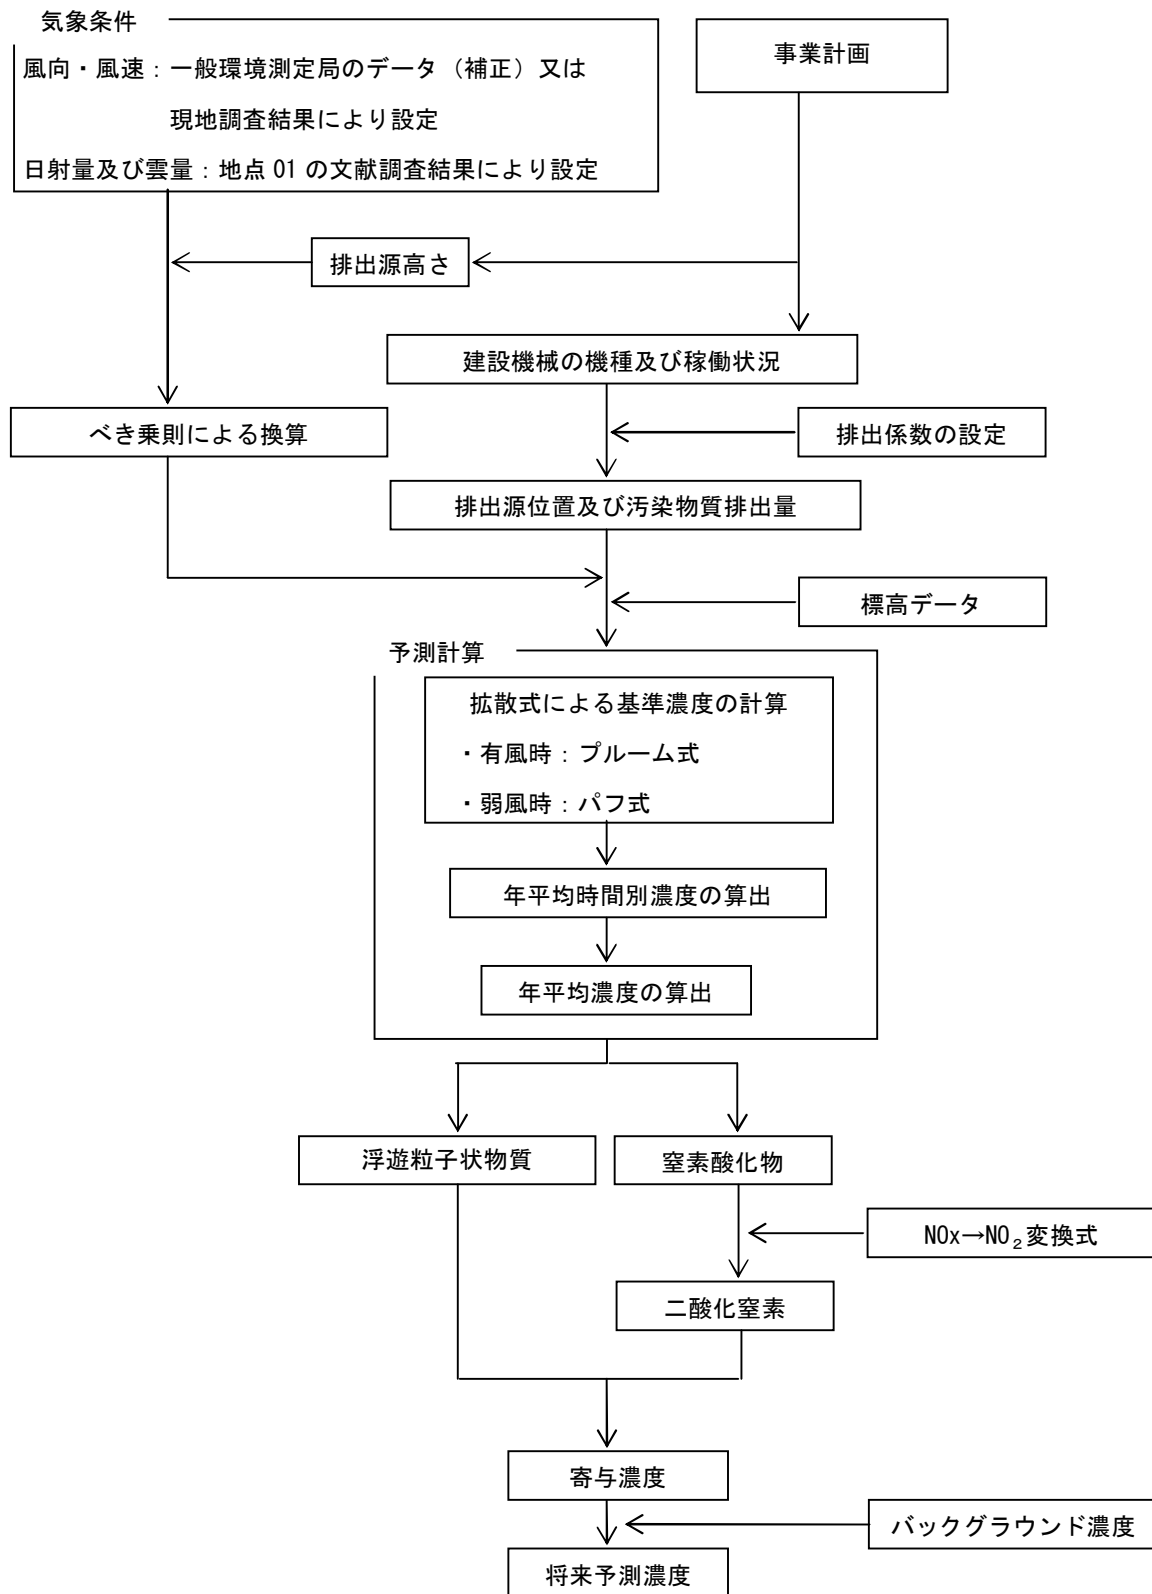 気象条件
風向・風速：一般環境測定局のデータ（補正）又は
現地調査結果により設定
日射量及び雲量：地点 01 の文献調査結果により設定
事業計画
排出源高さ
建設機械の機種及び稼働状況
べき乗則による換算
排出係数の設定
排出源位置及び汚染物質排出量
標高データ
予測計算
拡散式による基準濃度の計算
・有風時：プルーム式
・弱風時：パフ式
年平均時間別濃度の算出
年平均濃度の算出
浮遊粒子状物質
窒素酸化物
NOx→NO₂変換式
二酸化窒素
寄与濃度
バックグラウンド濃度
将来予測濃度